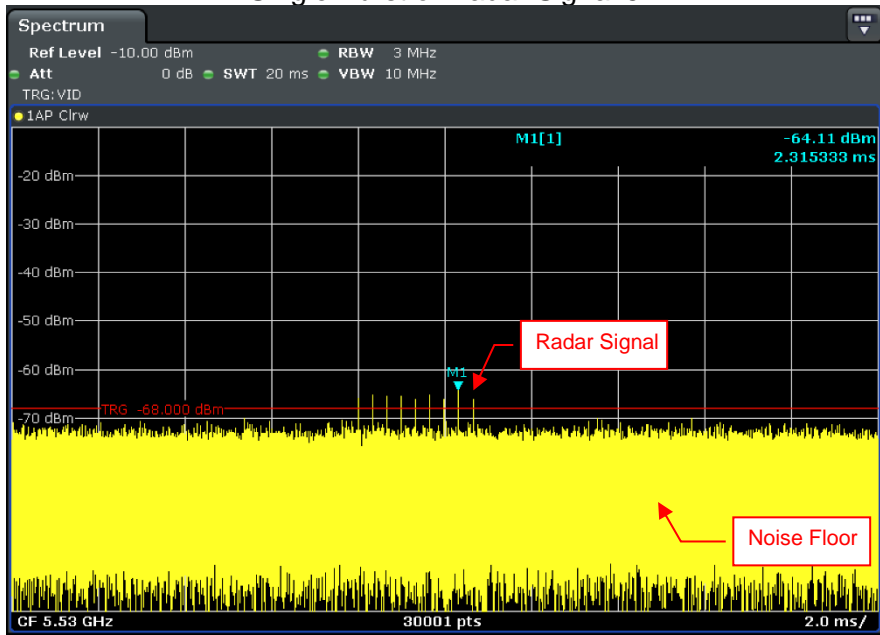 Spectrum
Ref Level -10.00 dBm RBW 3 MHz
Att 0 dB SWT 20 ms VBW 10 MHz
TRG:VID
1AP Clrw
M1[1] -64.11 dBm
2.315333 ms
-20 dBm
-30 dBm
-40 dBm
-50 dBm
Radar Signal
-60 dBm
M1
TRG -68.000 dBm
-70 dBm
Noise Floor
CF 5.53 GHz 30001 pts 2.0 ms/